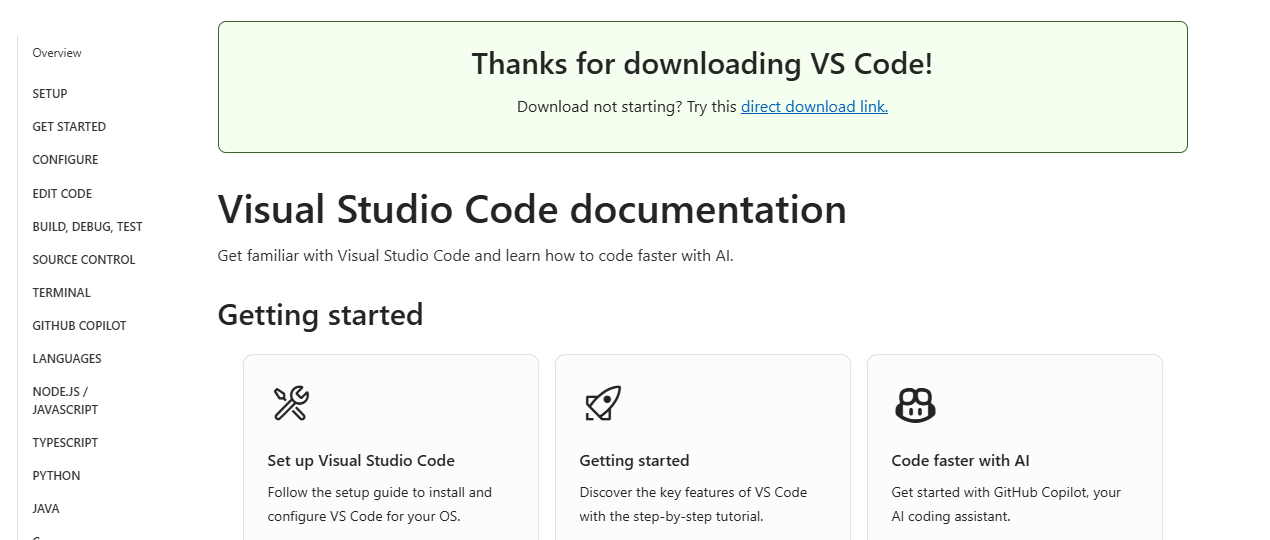 Overview
SETUP
GET STARTED
CONFIGURE
EDIT CODE
BUILD, DEBUG, TEST
SOURCE CONTROL
TERMINAL
GITHUB COPILOT
LANGUAGES
NODE.JS /
JAVASCRIPT
TYPESCRIPT
PYTHON
JAVA
Thanks for downloading VS Code!
Download not starting? Try this direct download link.
Visual Studio Code documentation
Get familiar with Visual Studio Code and learn how to code faster with AI.
Getting started
Set up Visual Studio Code
Follow the setup guide to install and
configure VS Code for your OS.
Getting started
Discover the key features of VS Code
with the step-by-step tutorial.
Code faster with AI
Get started with GitHub Copilot, your
AI coding assistant.